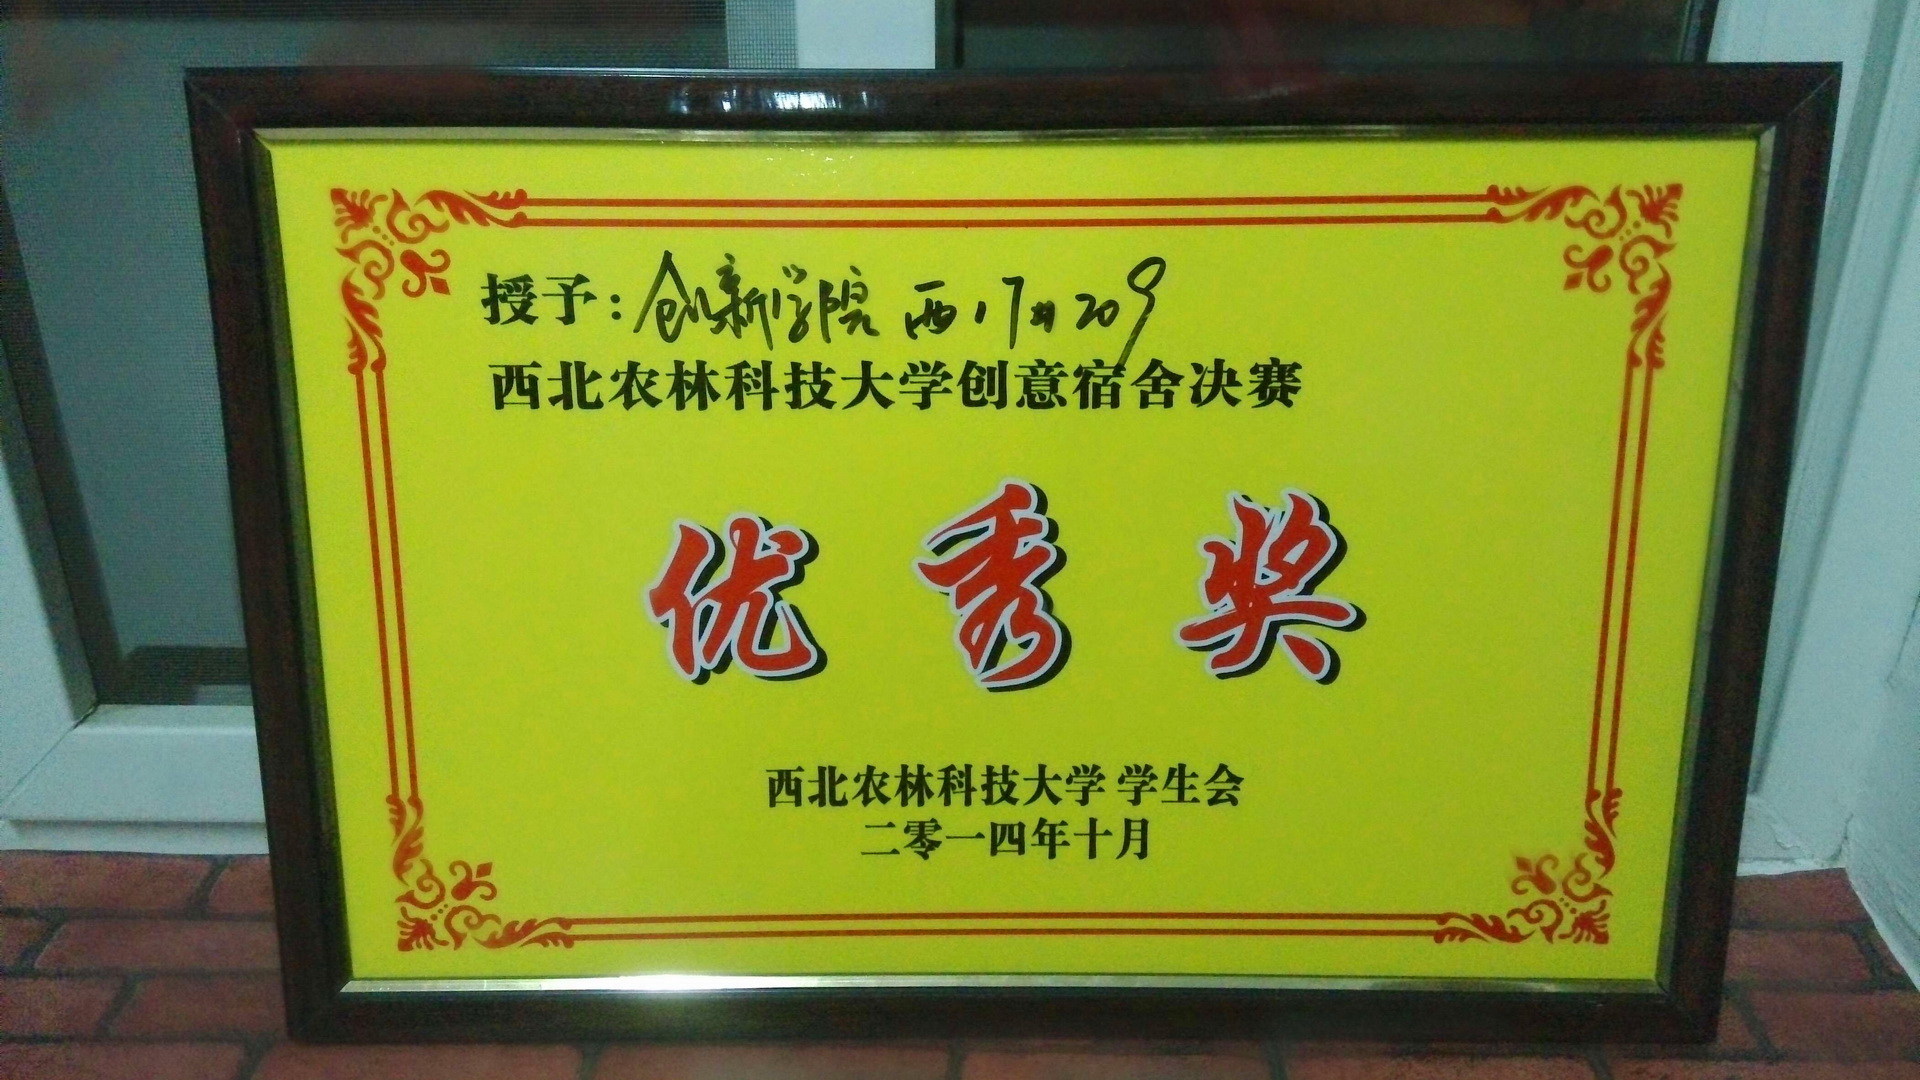 授予：创新学院 西17#209
西北农林科技大学创意宿舍决赛
优秀奖
西北农林科技大学 学生会
二零一四年十月